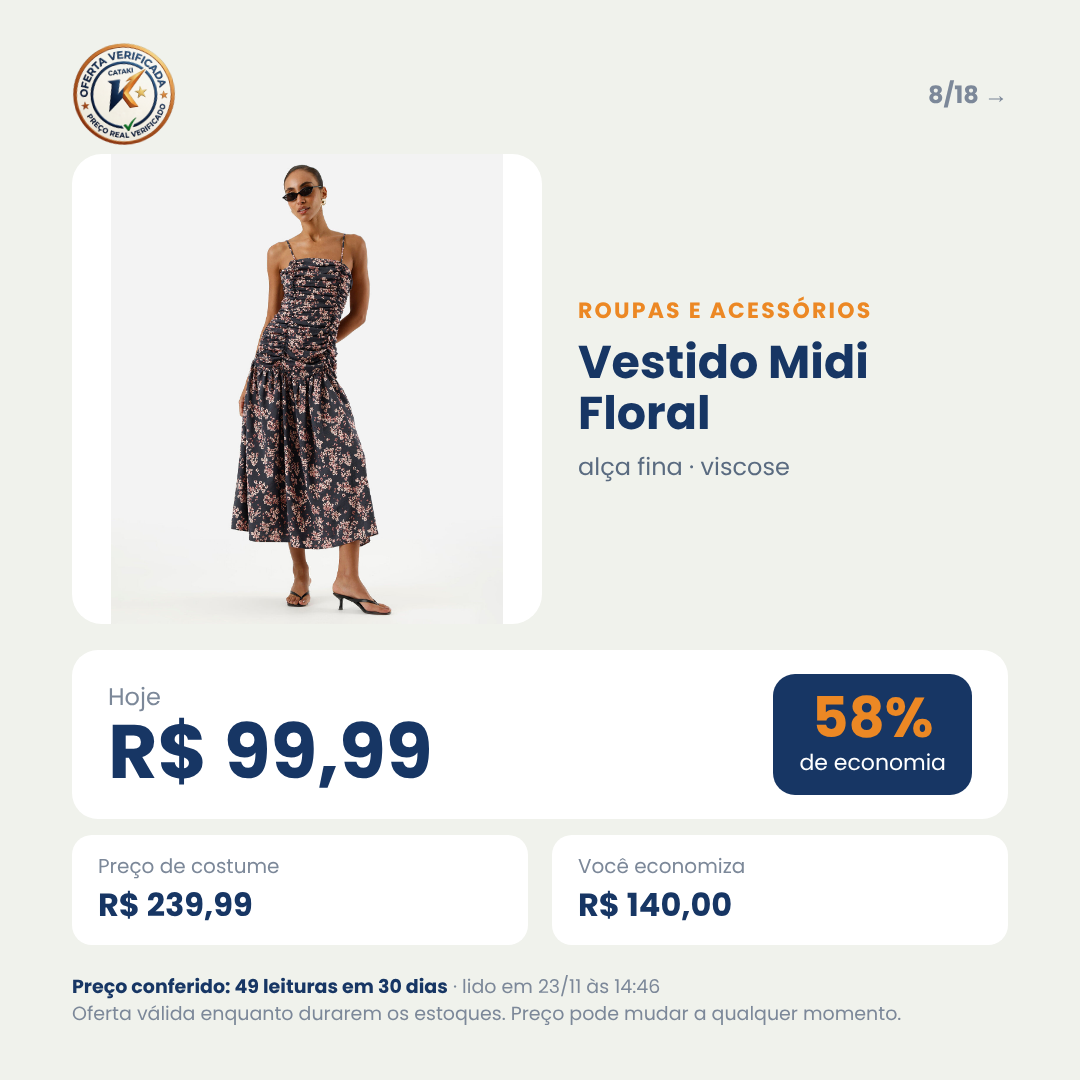 OFERTA VERIFICADA
CATAKI
K
PREÇO REAL VERIFICADO
8/18 →
ROUPAS E ACESSÓRIOS
Vestido Midi
Floral
alça fina · viscose
Hoje
R$ 99,99
58%
de economia
Preço de costume
R$ 239,99
Você economiza
R$ 140,00
Preço conferido: 49 leituras em 30 dias · lido em 23/11 às 14:46
Oferta válida enquanto durarem os estoques. Preço pode mudar a qualquer momento.